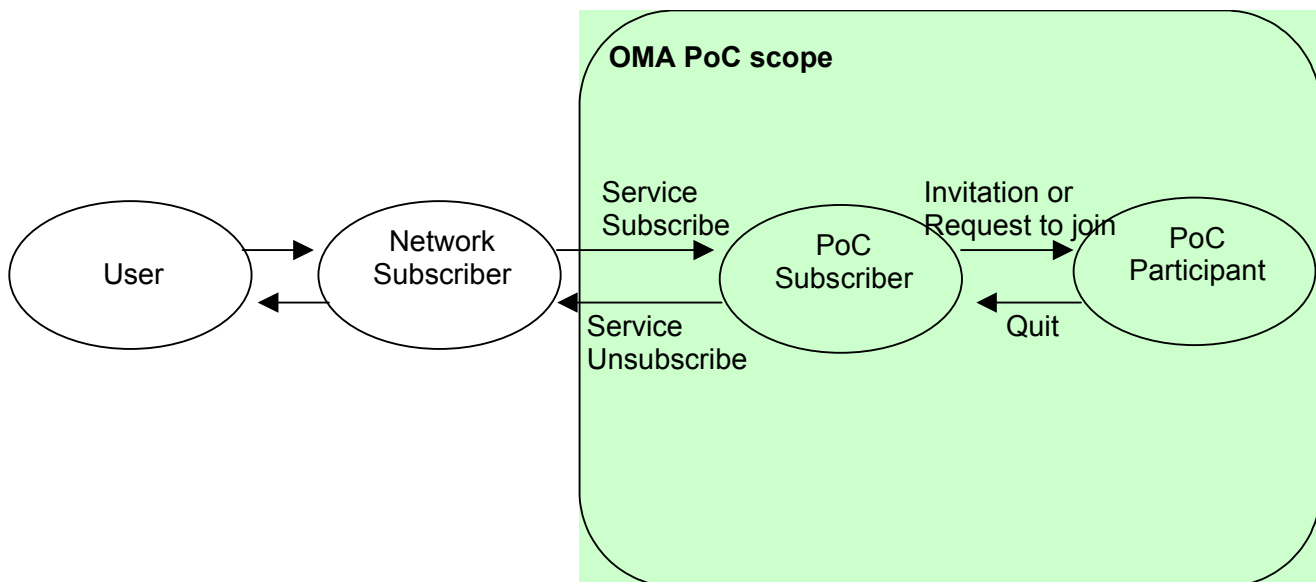 OMA PoC scope
Service
Subscribe
Invitation or
Request to join
User
Network
Subscriber
PoC
Subscriber
PoC
Participant
Service
Unsubscribe
Quit